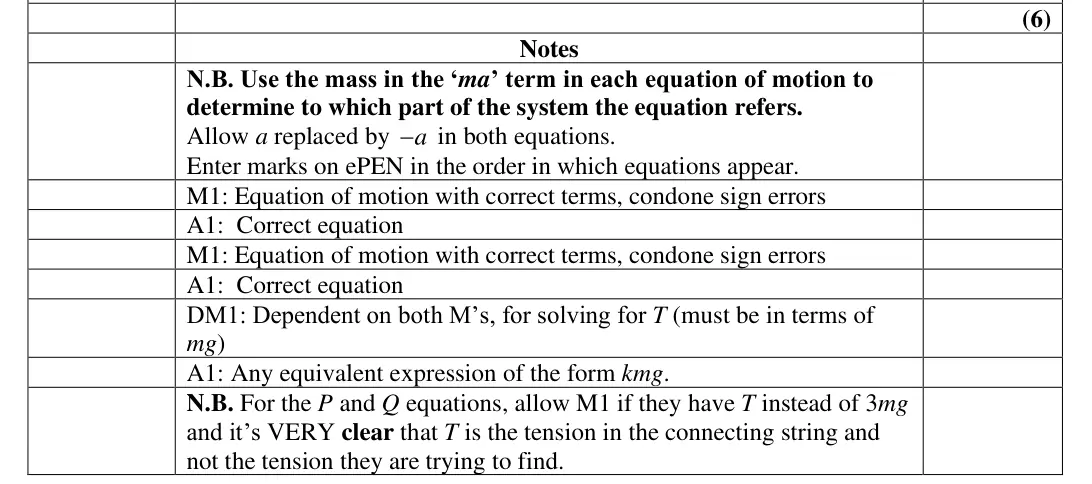 (6)
Notes
N.B. Use the mass in the ‘ma’ term in each equation of motion to
determine to which part of the system the equation refers.
Allow a replaced by −a in both equations.
Enter marks on ePEN in the order in which equations appear.
M1: Equation of motion with correct terms, condone sign errors
A1: Correct equation
M1: Equation of motion with correct terms, condone sign errors
A1: Correct equation
DM1: Dependent on both M’s, for solving for T (must be in terms of
mg)
A1: Any equivalent expression of the form kmg.
N.B. For the P and Q equations, allow M1 if they have T instead of 3mg
and it’s VERY clear that T is the tension in the connecting string and
not the tension they are trying to find.